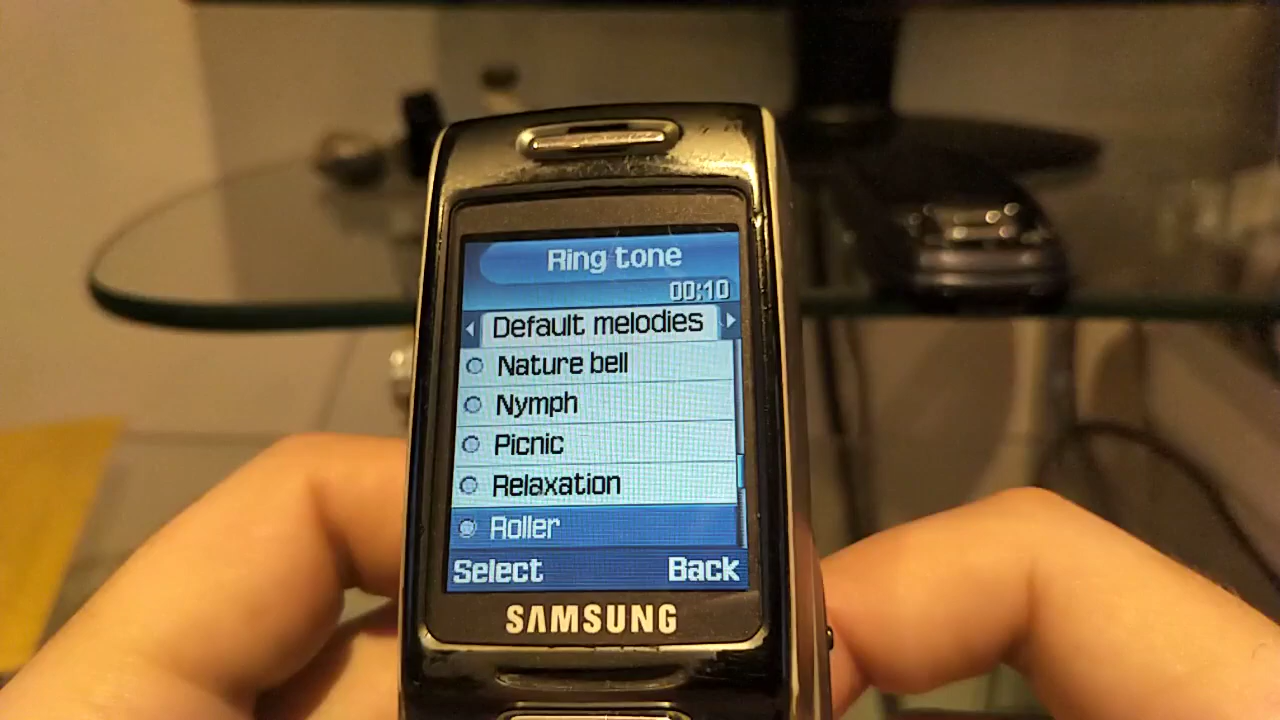 Ring tone
00:10
Default melodies
Nature bell
Nymph
Picnic
Relaxation
Roller
Select Back
SAMSUNG